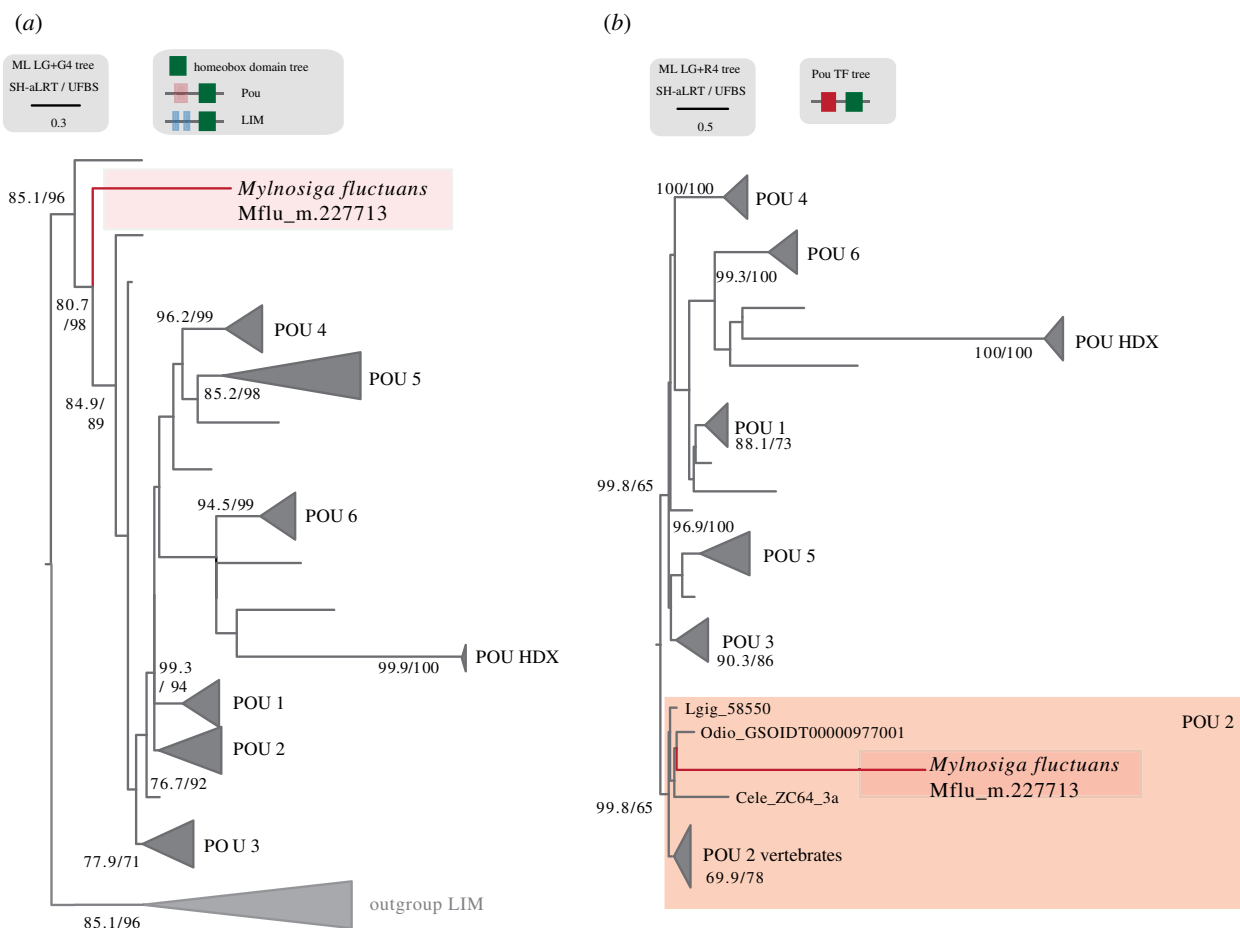 (a)
ML LG+G4 tree
SH-aLRT / UFBS
0.3
homeobox domain tree
Pou
LIM
85.1/96
Mylnosiga fluctuans
Mflu_m.227713
80.7
/98
96.2/99
POU 4
POU 5
85.2/98
84.9/
89
94.5/99
POU 6
POU HDX
99.9/100
99.3
/ 94
POU 1
POU 2
76.7/92
PO U 3
77.9/71
outgroup LIM
85.1/96
(b)
ML LG+R4 tree
SH-aLRT / UFBS
0.5
Pou TF tree
100/100
POU 4
POU 6
99.3/100
POU HDX
100/100
POU 1
88.1/73
99.8/65
96.9/100
POU 5
POU 3
90.3/86
Lgig_58550
POU 2
Odio_GSOIDT00000977001
Mylnosiga fluctuans
Mflu_m.227713
Cele_ZC64_3a
99.8/65
POU 2 vertebrates
69.9/78